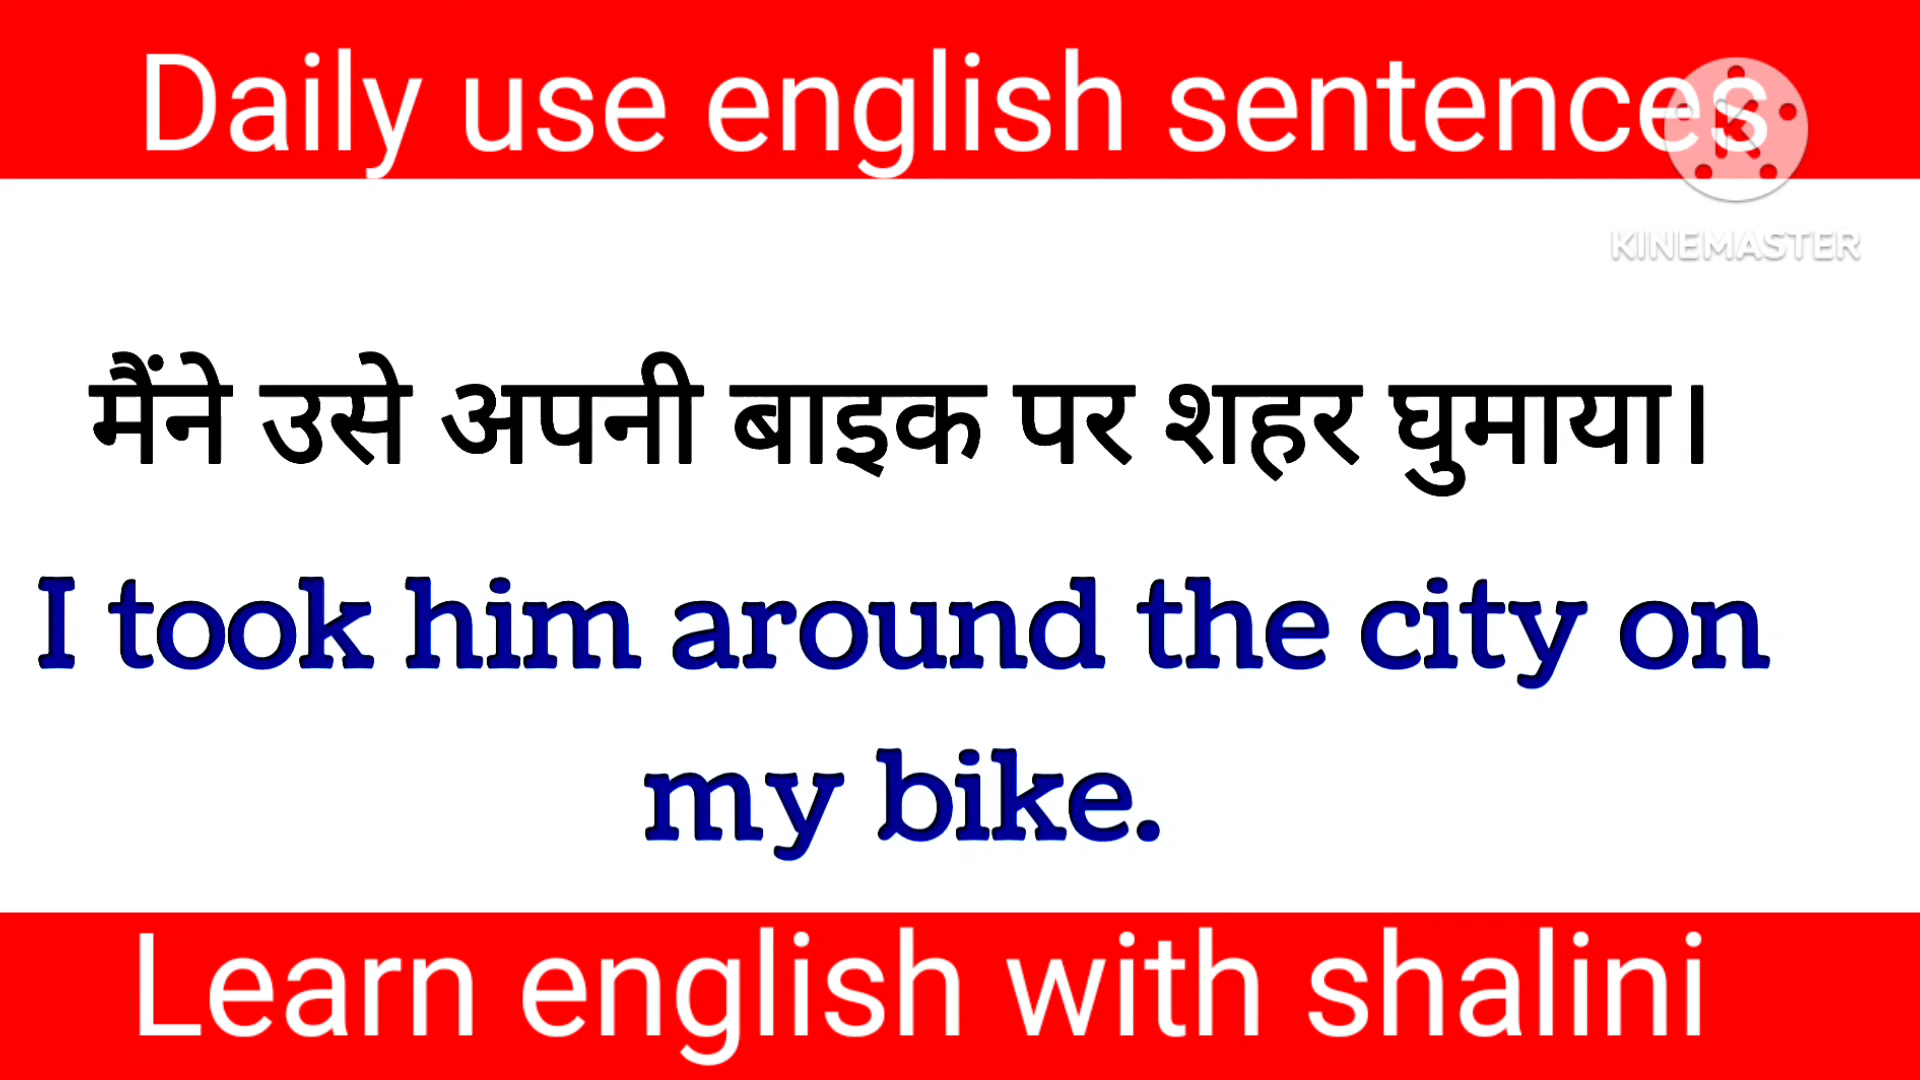 Daily use english sentences
K
KINEMASTER
मैंने उसे अपनी बाइक पर शहर घुमाया।
I took him around the city on
my bike.
Learn english with shalini